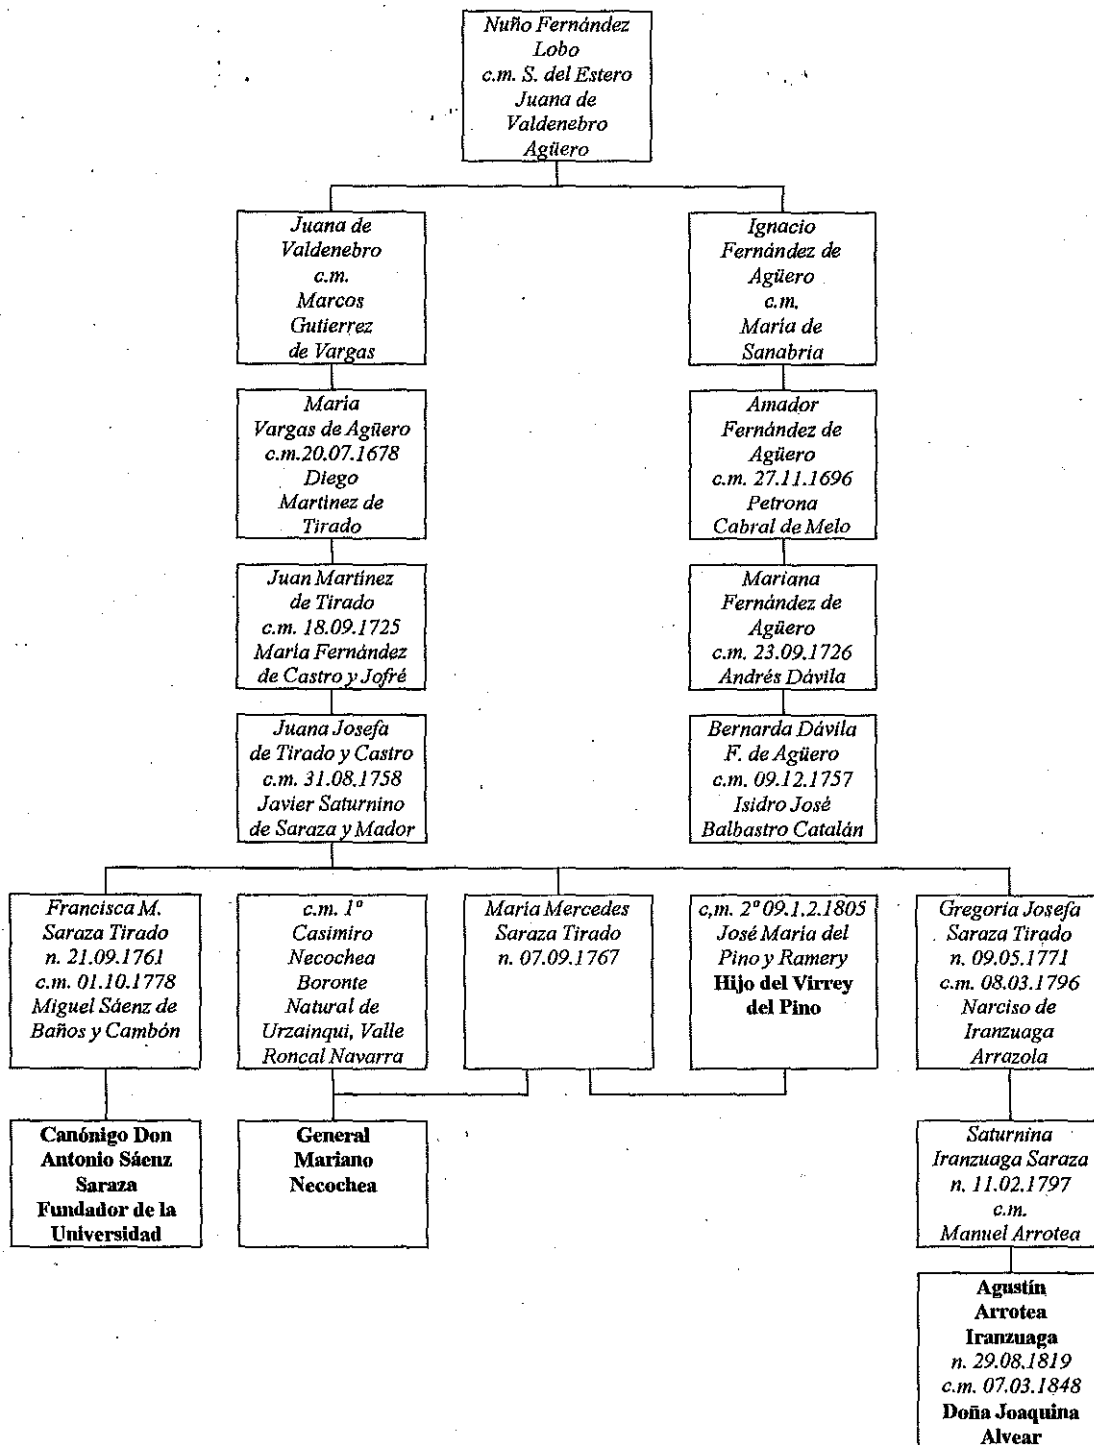 Nuño Fernández
Lobo
c.m. S. del Estero
Juana de
Valdenebro
Agüero
Juana de
Valdenebro
c.m.
Marcos
Gutierrez
de Vargas
Ignacio
Fernández de
Agüero
c.m.
María de
Sanabria
Maria
Vargas de Agüero
c.m.20.07.1678
Diego
Martinez de
Tirado
Amador
Fernández de
Agüero
c.m. 27.11.1696
Petrona
Cabral de Melo
Juan Martínez
de Tirado
c.m. 18.09.1725
María Fernández
de Castro y Jofré
Mariana
Fernández de
Agüero
c.m. 23.09.1726
Andrés Dávila
Juana Josefa
de Tirado y Castro
c.m. 31.08.1758
Javier Saturnino
de Saraza y Mador
Bernarda Dávila
F. de Agüero
c.m. 09.12.1757
Isidro José
Balbastro Catalán
Francisca M.
Saraza Tirado
n. 21.09.1761
c.m. 01.10.1778
Miguel Sáenz de
Baños y Cambón
c.m. 1º
Casimiro
Necochea
Boronte
Natural de
Urzainqui, Valle
Roncal Navarra
María Mercedes
Saraza Tirado
n. 07.09.1767
c,m. 2º 09.1.2.1805
José María del
Pino y Ramery
Hijo del Virrey
del Pino
Gregoria Josefa
Saraza Tirado
n. 09.05.1771
c.m. 08.03.1796
Narciso de
Iranzuaga
Arrazola
Canónigo Don
Antonio Sáenz
Saraza
Fundador de la
Universidad
General
Mariano
Necochea
Saturnina
Iranzuaga Saraza
n. 11.02.1797
c.m.
Manuel Arrotea
Agustín
Arrotea
Iranzuaga
n. 29.08.1819
c.m. 07.03.1848
Doña Joaquina
Alvear